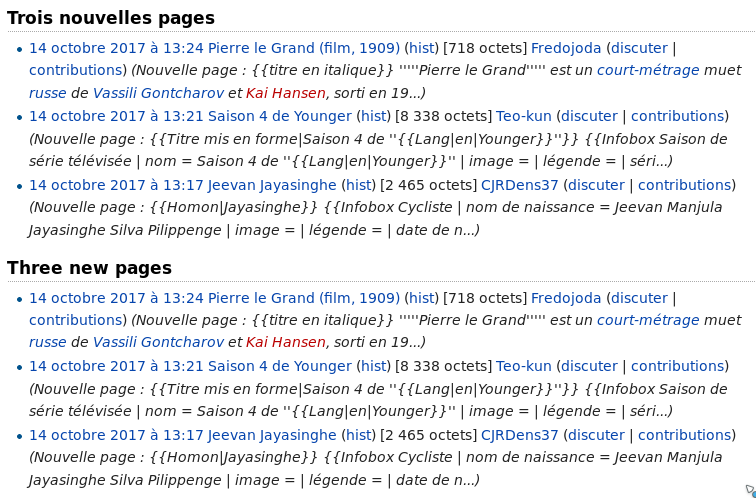 Trois nouvelles pages
14 octobre 2017 à 13:24 Pierre le Grand (film, 1909) (hist) [718 octets] Fredojoda (discuter |
contributions) (Nouvelle page : {{titre en italique}} '''''Pierre le Grand''''' est un court-métrage muet
russe de Vassili Gontcharov et Kai Hansen, sorti en 19...)
14 octobre 2017 à 13:21 Saison 4 de Younger (hist) [8 338 octets] Teo-kun (discuter | contributions)
(Nouvelle page : {{Titre mis en forme|Saison 4 de ''{{Lang|en|Younger}}''}} {{Infobox Saison de
série télévisée | nom = Saison 4 de ''{{Lang|en|Younger}}'' | image = | légende = | séri...)
14 octobre 2017 à 13:17 Jeevan Jayasinghe (hist) [2 465 octets] CJRDens37 (discuter | contributions)
(Nouvelle page : {{Homon|Jayasinghe}} {{Infobox Cycliste | nom de naissance = Jeevan Manjula
Jayasinghe Silva Pilippenge | image = | légende = | date de n...)
Three new pages
14 octobre 2017 à 13:24 Pierre le Grand (film, 1909) (hist) [718 octets] Fredojoda (discuter |
contributions) (Nouvelle page : {{titre en italique}} '''''Pierre le Grand''''' est un court-métrage muet
russe de Vassili Gontcharov et Kai Hansen, sorti en 19...)
14 octobre 2017 à 13:21 Saison 4 de Younger (hist) [8 338 octets] Teo-kun (discuter | contributions)
(Nouvelle page : {{Titre mis en forme|Saison 4 de ''{{Lang|en|Younger}}''}} {{Infobox Saison de
série télévisée | nom = Saison 4 de ''{{Lang|en|Younger}}'' | image = | légende = | séri...)
14 octobre 2017 à 13:17 Jeevan Jayasinghe (hist) [2 465 octets] CJRDens37 (discuter | contributions)
(Nouvelle page : {{Homon|Jayasinghe}} {{Infobox Cycliste | nom de naissance = Jeevan Manjula
Jayasinghe Silva Pilippenge | image = | légende = | date de n...)